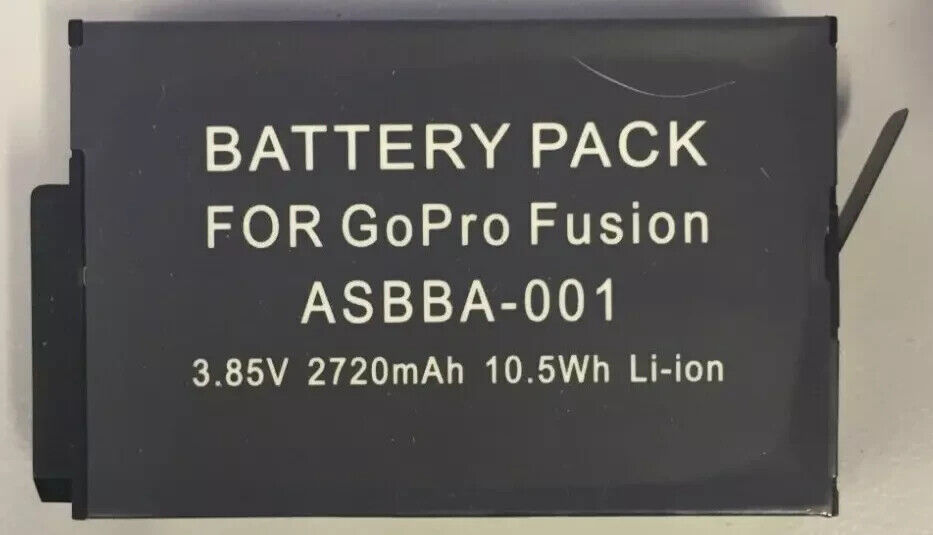 BATTERY PACK
FOR GoPro Fusion
ASBBA-001
3.85V 2720mAh 10.5Wh Li-ion